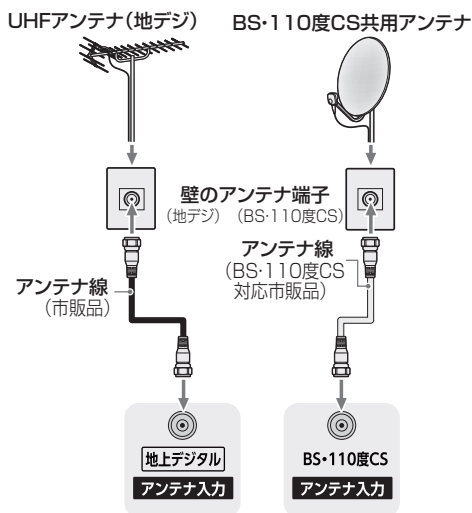 UHFアンテナ（地デジ）
BS･110度CS共用アンテナ
壁のアンテナ端子
（地デジ）（BS･110度CS）
アンテナ線
（市販品）
アンテナ線
（BS･110度CS
対応市販品）
地上デジタル
アンテナ入力
BS･110度CS
アンテナ入力